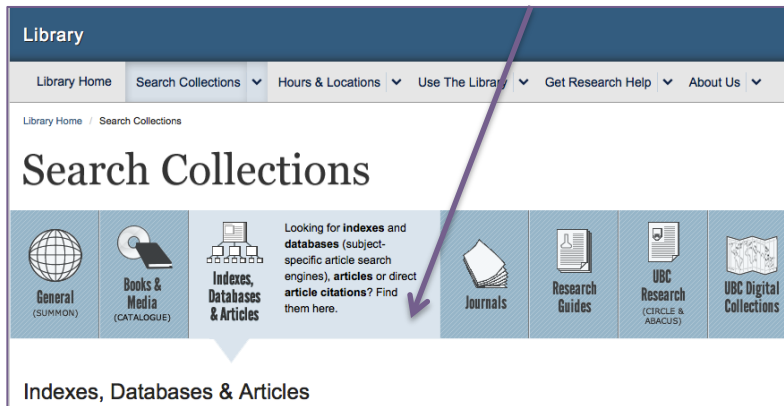 Library
Library Home Search Collections Hours & Locations Use The Library Get Research Help About Us
Library Home / Search Collections
Search Collections
General
(SUMMON)
Books &
Media
(CATALOGUE)
Indexes,
Databases
& Articles
Looking for indexes and
databases (subject-
specific article search
engines), articles or direct
article citations? Find
them here.
Journals
Research
Guides
UBC
Research
(CIRCLE &
ABACUS)
UBC Digital
Collections
Indexes, Databases & Articles